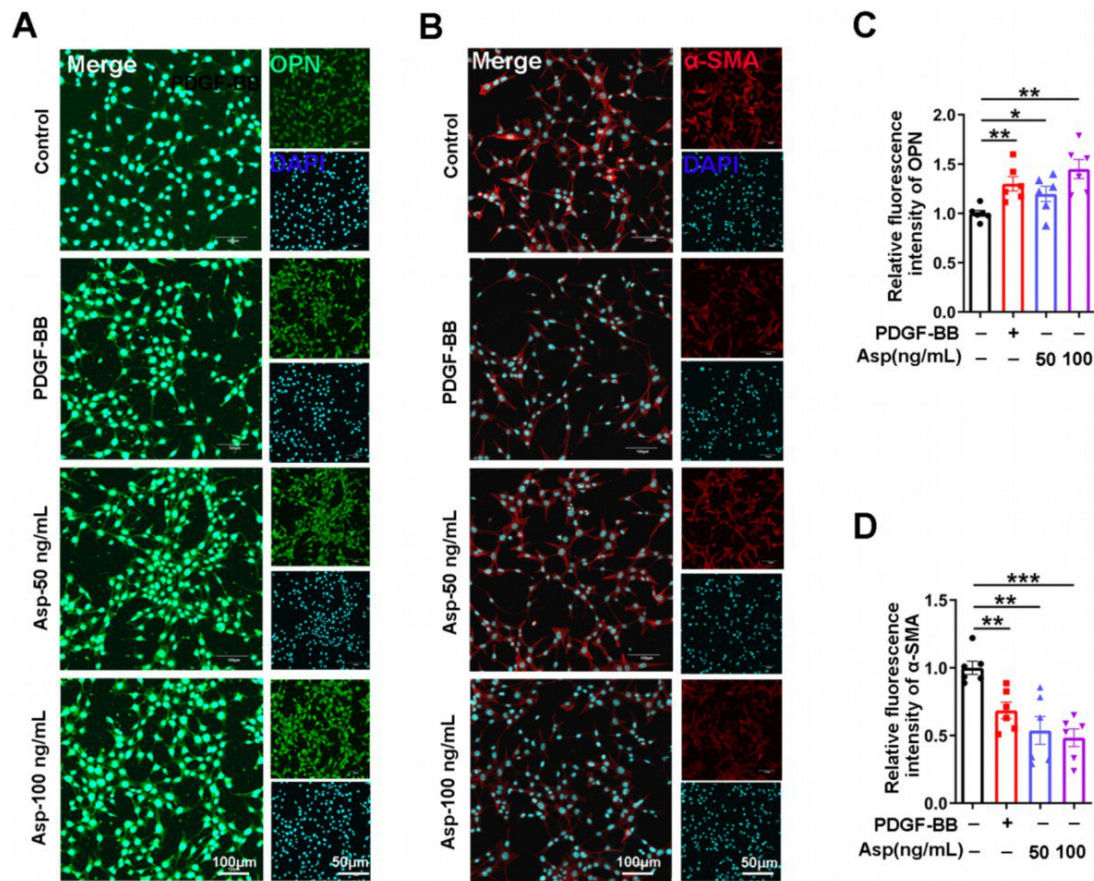 A
Merge
PDGF-BB
OPN
DAPI
Control
PDGF-BB
Asp-50 ng/mL
Asp-100 ng/mL
100μm
50μm
B
Merge
α-SMA
DAPI
Control
PDGF-BB
Asp-50 ng/mL
Asp-100 ng/mL
100μm
100μm
100μm
50μm
C
Relative fluorescence
intensity of OPN
2.0
1.5
1.0
0.5
0.0
**
*
**
PDGF-BB – + – –
Asp(ng/mL) – – 50 100
D
Relative fluorescence
intensity of α-SMA
1.5
1.0
0.5
0.0
***
**
**
PDGF-BB – + – –
Asp(ng/mL) – – 50 100